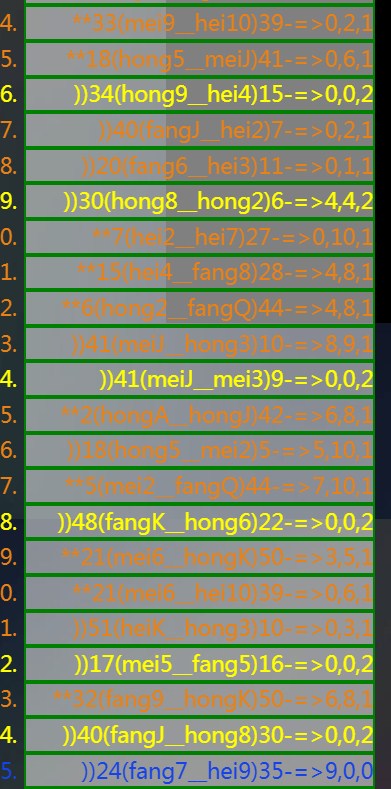 4. **33(mei9__hei10)39-=>0,2,1
5. **18(hong5__meiJ)41-=>0,6,1
6. ))34(hong9__hei4)15-=>0,0,2
7. ))40(fangJ__hei2)7-=>0,2,1
8. ))20(fang6__hei3)11-=>0,1,1
9. ))30(hong8__hong2)6-=>4,4,2
0. **7(hei2__hei7)27-=>0,10,1
1. **15(hei4__fang8)28-=>4,8,1
2. **6(hong2__fangQ)44-=>4,8,1
3. ))41(meiJ__hong3)10-=>8,9,1
4. ))41(meiJ__mei3)9-=>0,0,2
5. **2(hongA__hongJ)42-=>6,8,1
6. ))18(hong5__mei2)5-=>5,10,1
7. **5(mei2__fangQ)44-=>7,10,1
8. ))48(fangK__hong6)22-=>0,0,2
9. **21(mei6__hongK)50-=>3,5,1
0. **21(mei6__hei10)39-=>0,6,1
1. ))51(heiK__hong3)10-=>0,3,1
2. ))17(mei5__fang5)16-=>0,0,2
3. **32(fang9__hongK)50-=>6,8,1
4. ))40(fangJ__hong8)30-=>0,0,2
5. ))24(fang7__hei9)35-=>9,0,0